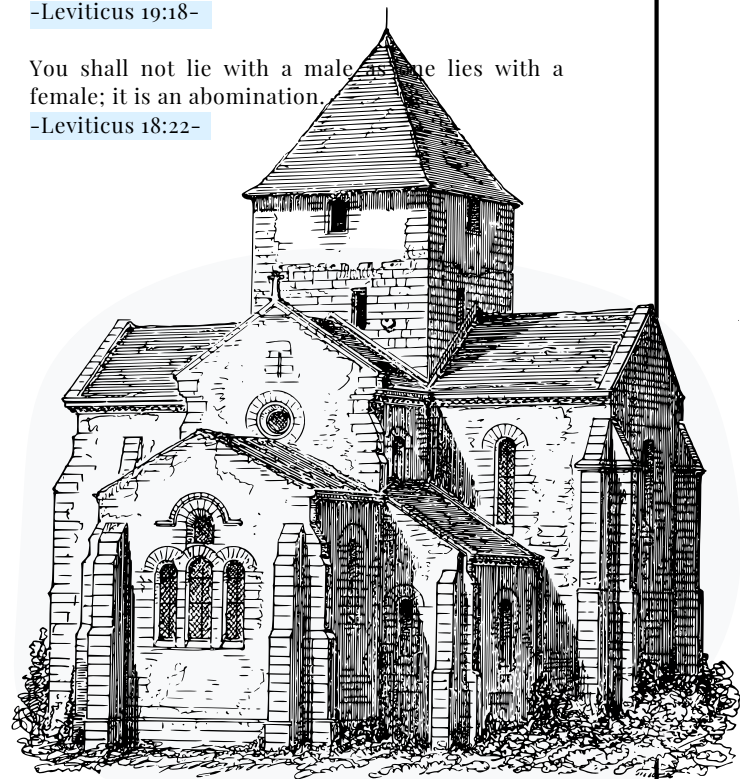 -Leviticus 19:18-
You shall not lie with a male as one lies with a
female; it is an abomination.
-Leviticus 18:22-